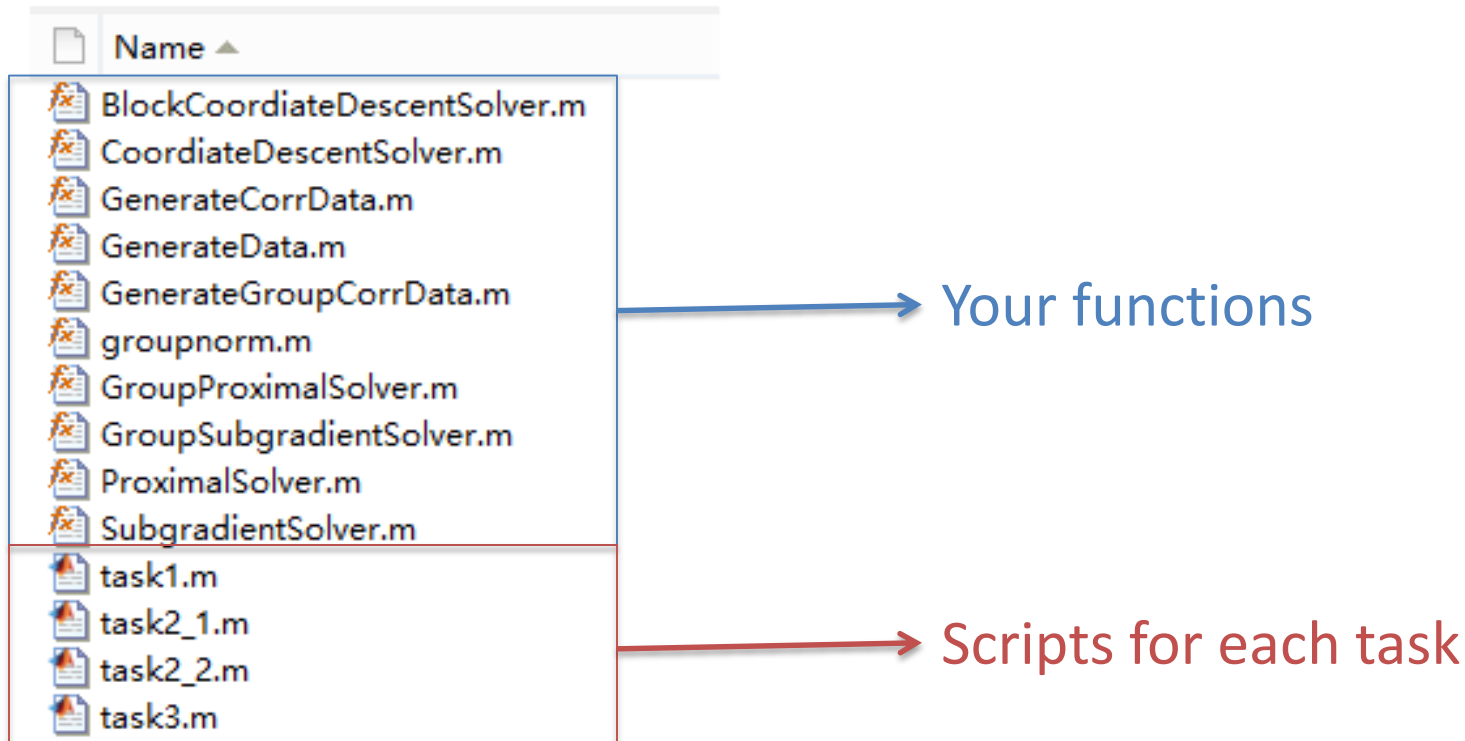 Name
BlockCoordiateDescentSolver.m
CoordiateDescentSolver.m
GenerateCorrData.m
GenerateData.m
GenerateGroupCorrData.m
groupnorm.m
GroupProximalSolver.m
GroupSubgradientSolver.m
ProximalSolver.m
SubgradientSolver.m
task1.m
task2_1.m
task2_2.m
task3.m
Your functions
Scripts for each task